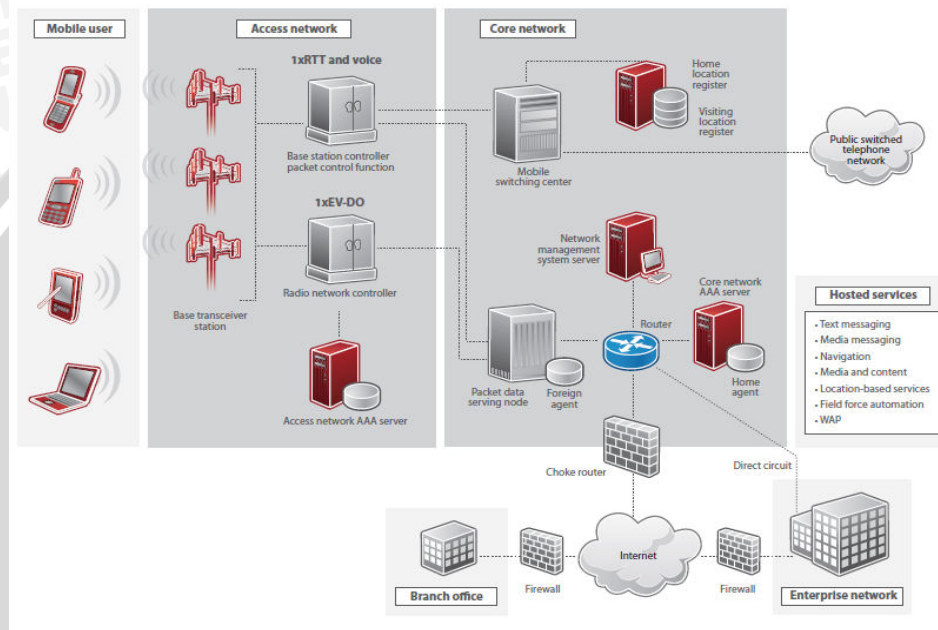 Mobile user
Access network
Core network
1xRTT and voice
Base station controller
packet control function
1xEV-DO
Radio network controller
Base transceiver
station
Access network AAA server
Home
location
register
Visiting
location
register
Mobile
switching center
Public switched
telephone
network
Network
management
system server
Core network
AAA server
Router
Packet data
serving node
Foreign
agent
Home
agent
Hosted services
• Text messaging
• Media messaging
• Navigation
• Media and content
• Location-based services
• Field force automation
• WAP
Choke router
Direct circuit
Internet
Firewall
Firewall
Branch office
Enterprise network